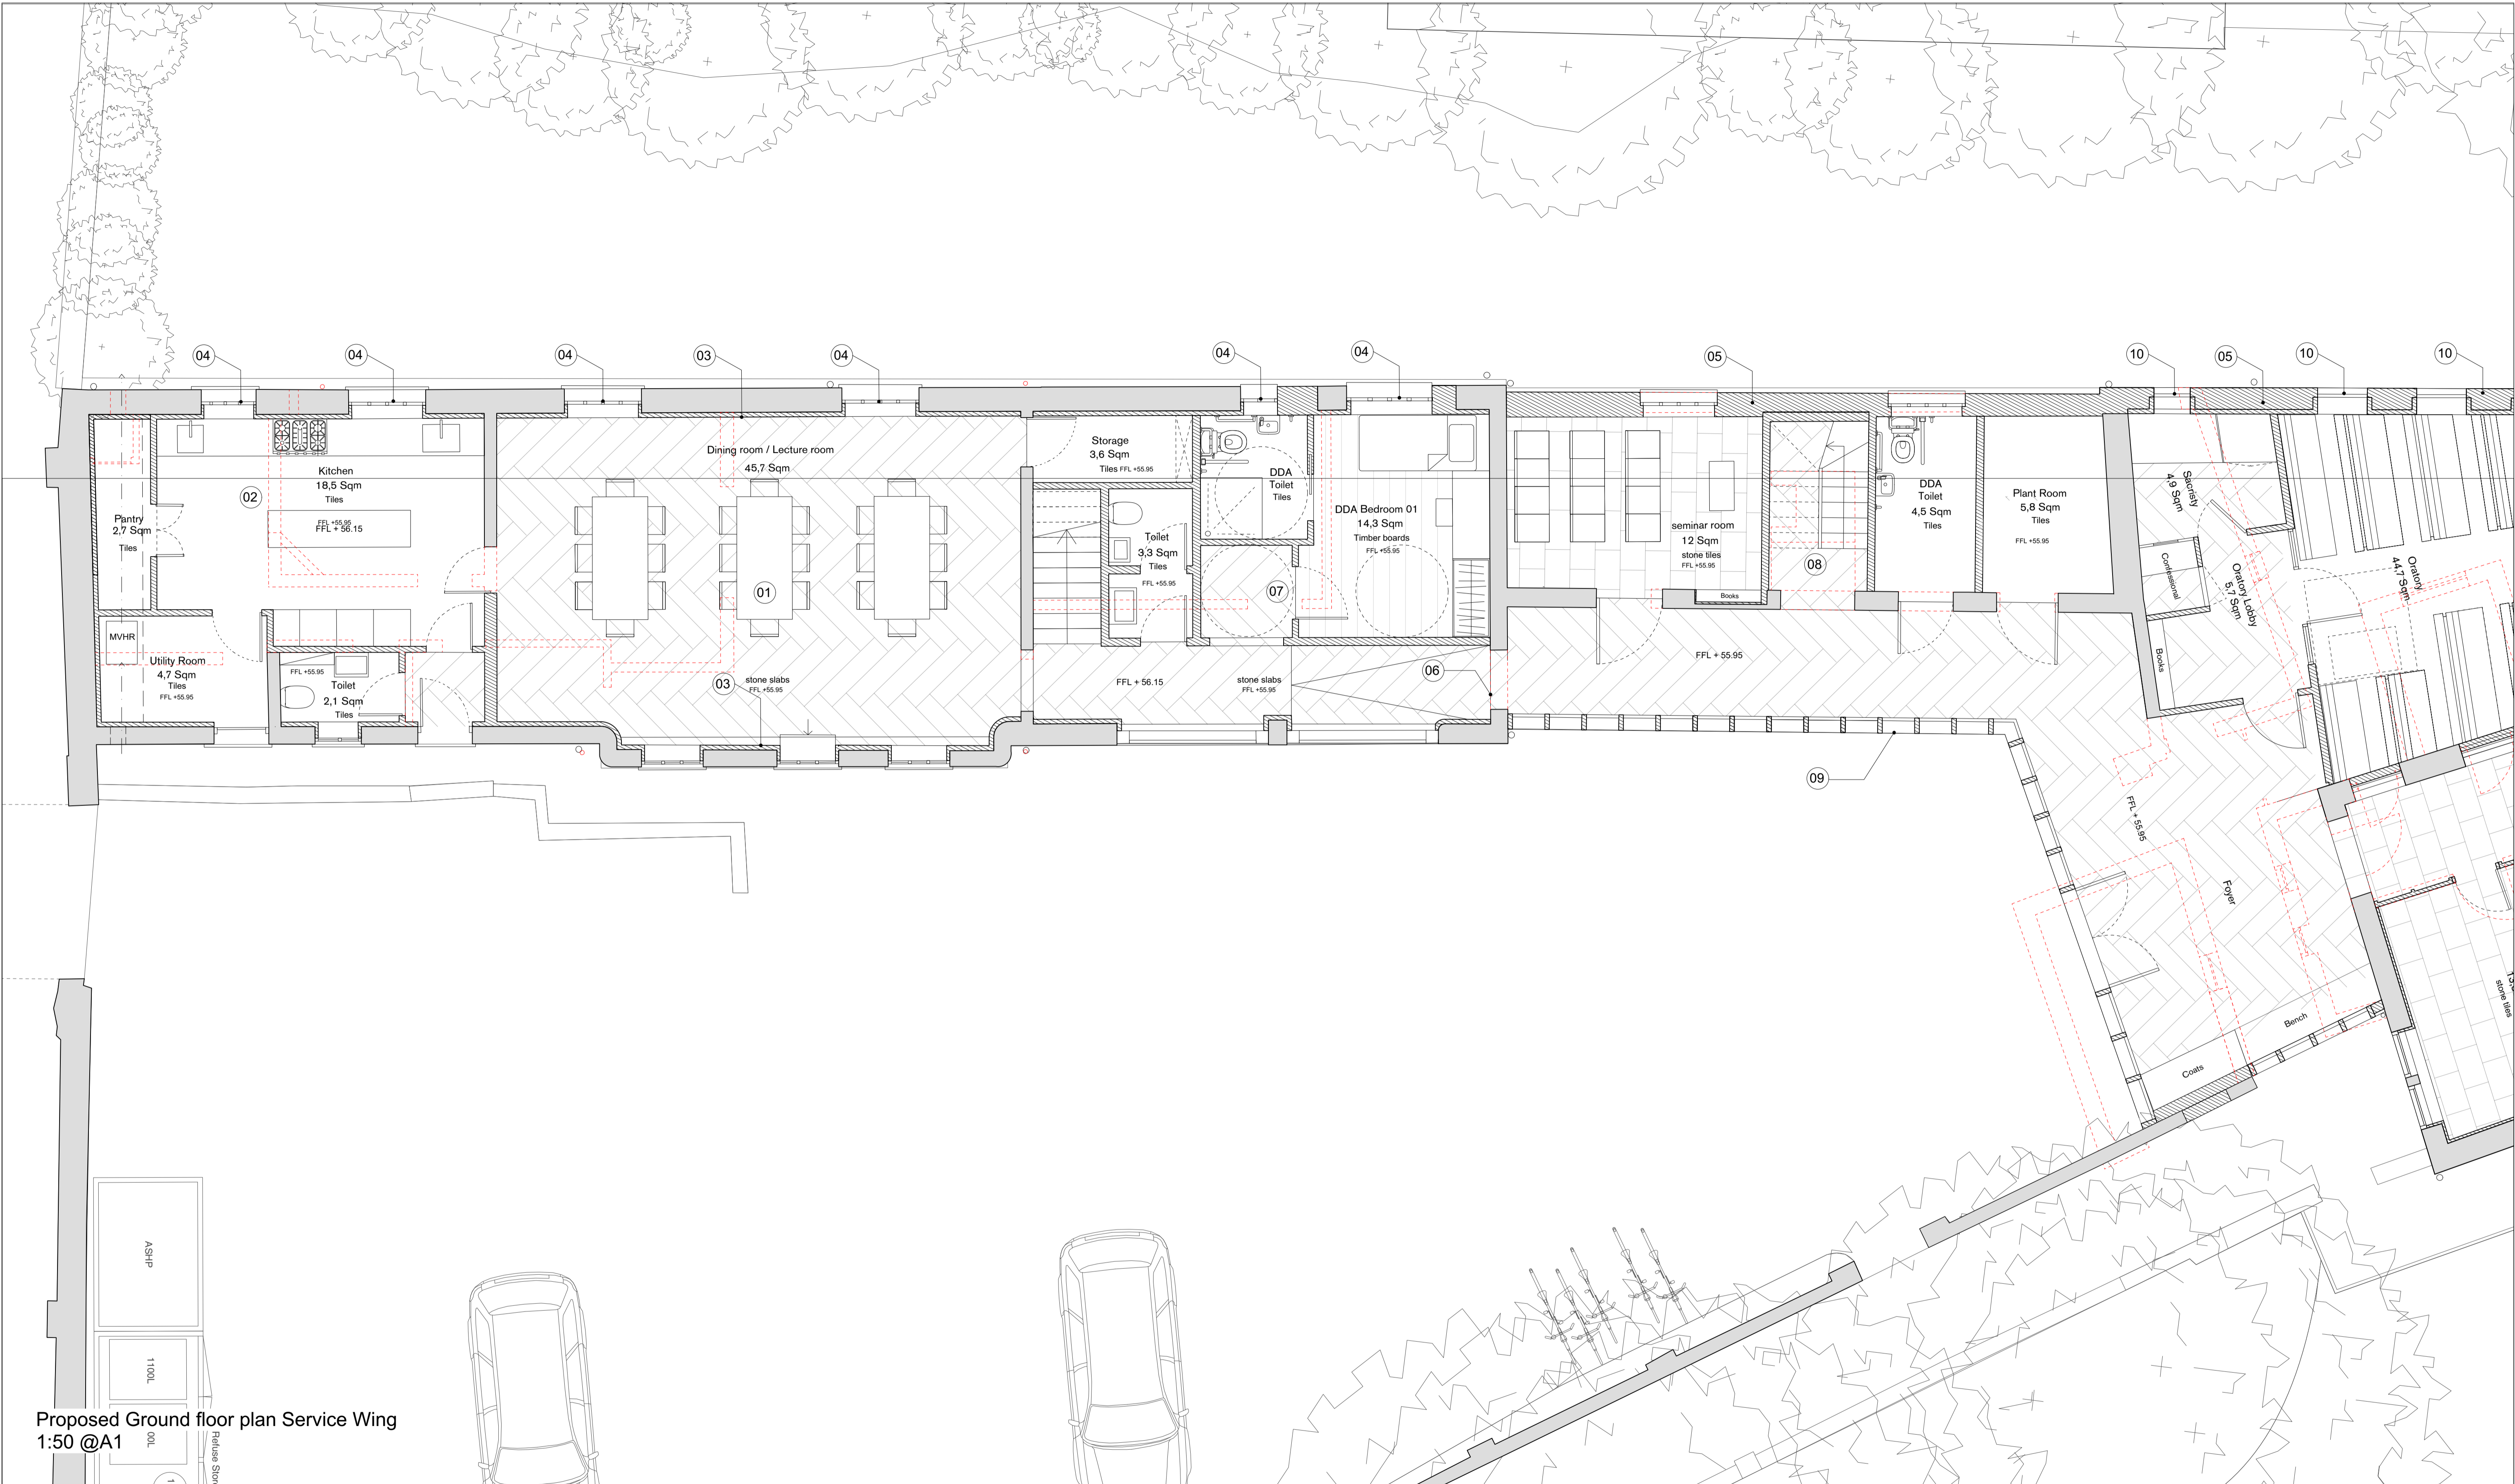 04
04
04
03
04
04
04
05
10
05
10
10
Kitchen
18,5 Sqm
Tiles
FFL +55.95
FFL + 56.15
02
Pantry
2,7 Sqm
Tiles
MVHR
Utility Room
4,7 Sqm
Tiles
FFL +55.95
FFL +55.95
Toilet
2,1 Sqm
Tiles
Dining room / Lecture room
45,7 Sqm
01
03
stone slabs
FFL +55.95
Storage
3,6 Sqm
Tiles FFL +55.95
Toilet
3,3 Sqm
Tiles
FFL +55.95
DDA
Toilet
Tiles
DDA Bedroom 01
14,3 Sqm
Timber boards
FFL +55.95
07
FFL + 56.15
stone slabs
FFL +55.95
06
seminar room
12 Sqm
stone tiles
FFL +55.95
Books
08
DDA
Toilet
4,5 Sqm
Tiles
Plant Room
5,8 Sqm
Tiles
FFL +55.95
FFL + 55.95
09
Sacristy
4,9 Sqm
Confessional
Oratory Lobby
5,7 Sqm
Books
Oratory
44,7 Sqm
FFL + 55.95
Foyer
Bench
Coats
stone tiles
ASHP
1100L
00L
Refuse Stor
Proposed Ground floor plan Service Wing
1:50 @A1